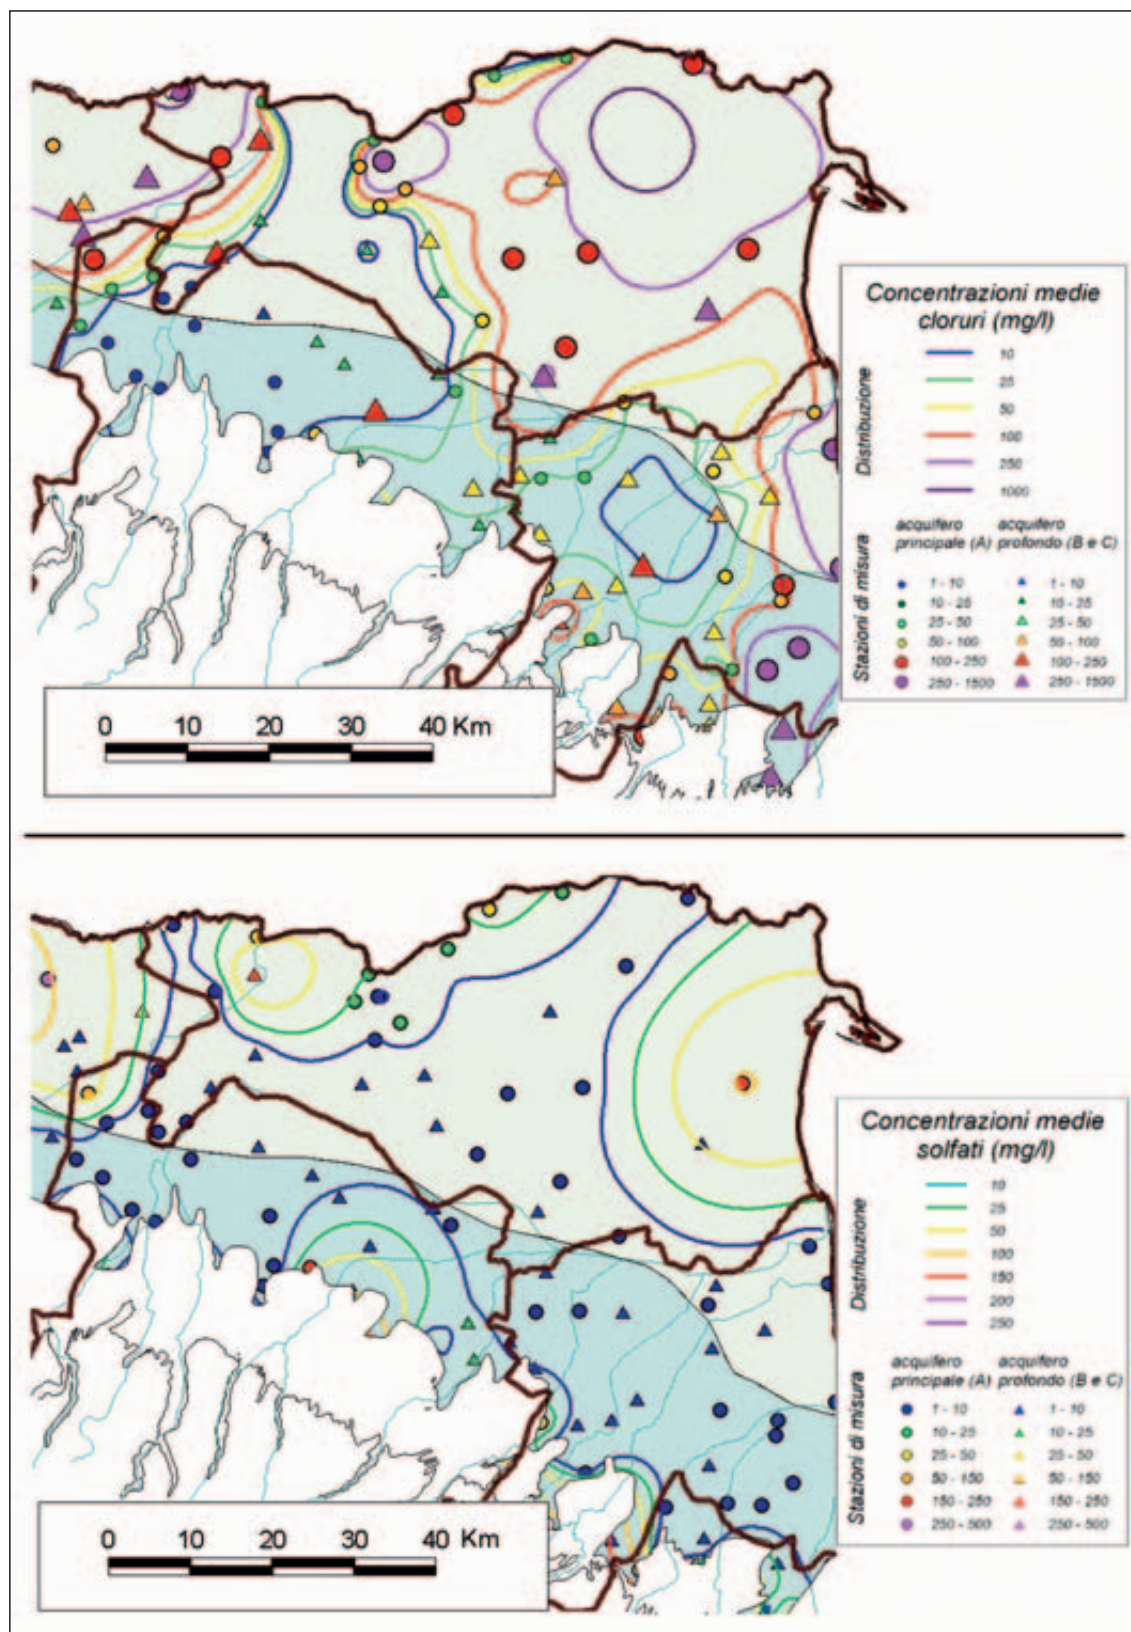 Concentrazioni medie
cloruri (mg/l)
Distribuzione
10
25
50
100
250
1000
Stazioni di misura
acquifero
principale (A)
acquifero
profondo (B e C)
1 - 10
1 - 10
10 - 25
10 - 25
25 - 50
25 - 50
50 - 100
50 - 100
100 - 250
100 - 250
250 - 1500
250 - 1500
0 10 20 30 40 Km
Concentrazioni medie
solfati (mg/l)
Distribuzione
10
25
50
100
150
200
250
Stazioni di misura
acquifero
principale (A)
acquifero
profondo (B e C)
1 - 10
1 - 10
10 - 25
10 - 25
25 - 50
25 - 50
50 - 150
50 - 150
150 - 250
150 - 250
250 - 500
250 - 500
0 10 20 30 40 Km